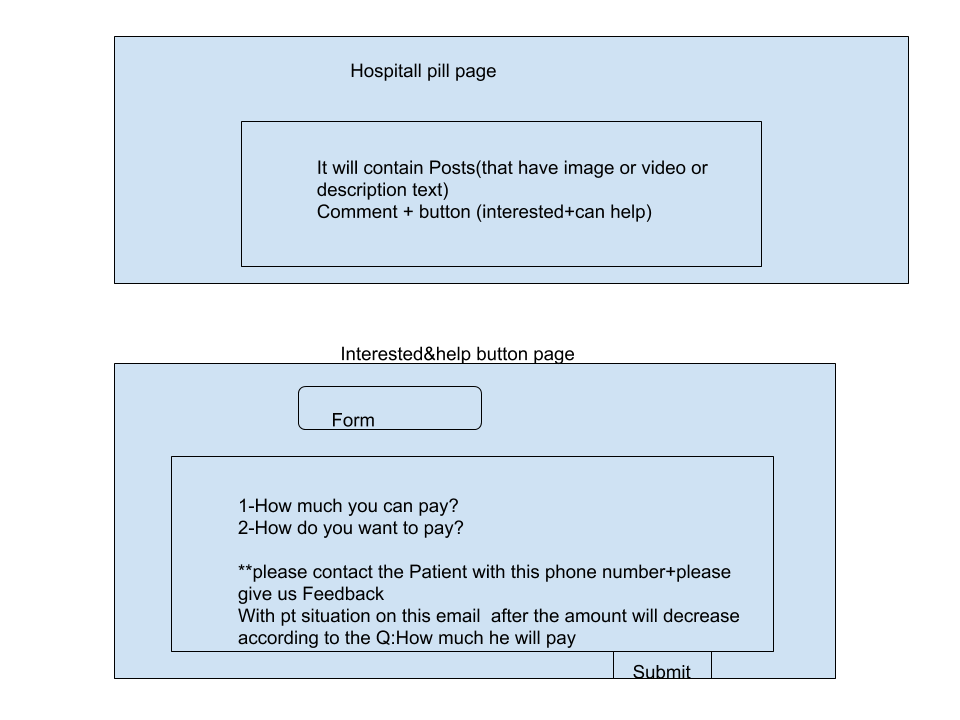 Hospitall pill page
It will contain Posts(that have image or video or
description text)
Comment + button (interested+can help)
Interested&help button page
Form
1-How much you can pay?
2-How do you want to pay?
**please contact the Patient with this phone number+please
give us Feedback
With pt situation on this email  after the amount will decrease
according to the Q:How much he will pay
Submit